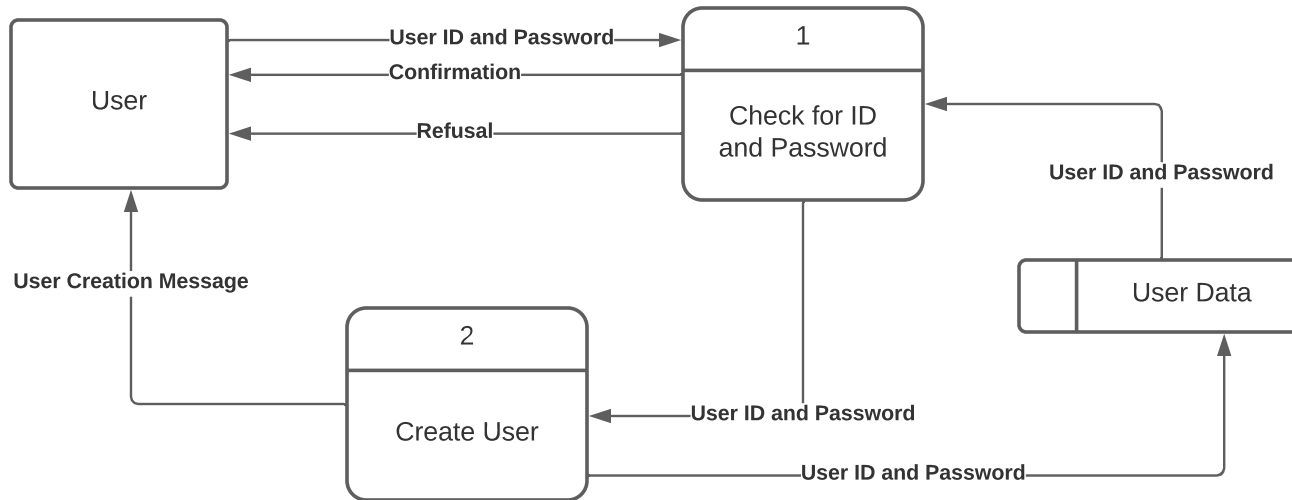 User ID and Password
1
Confirmation
User
Check for ID
and Password
Refusal
User ID and Password
User Creation Message
User Data
2
User ID and Password
Create User
User ID and Password